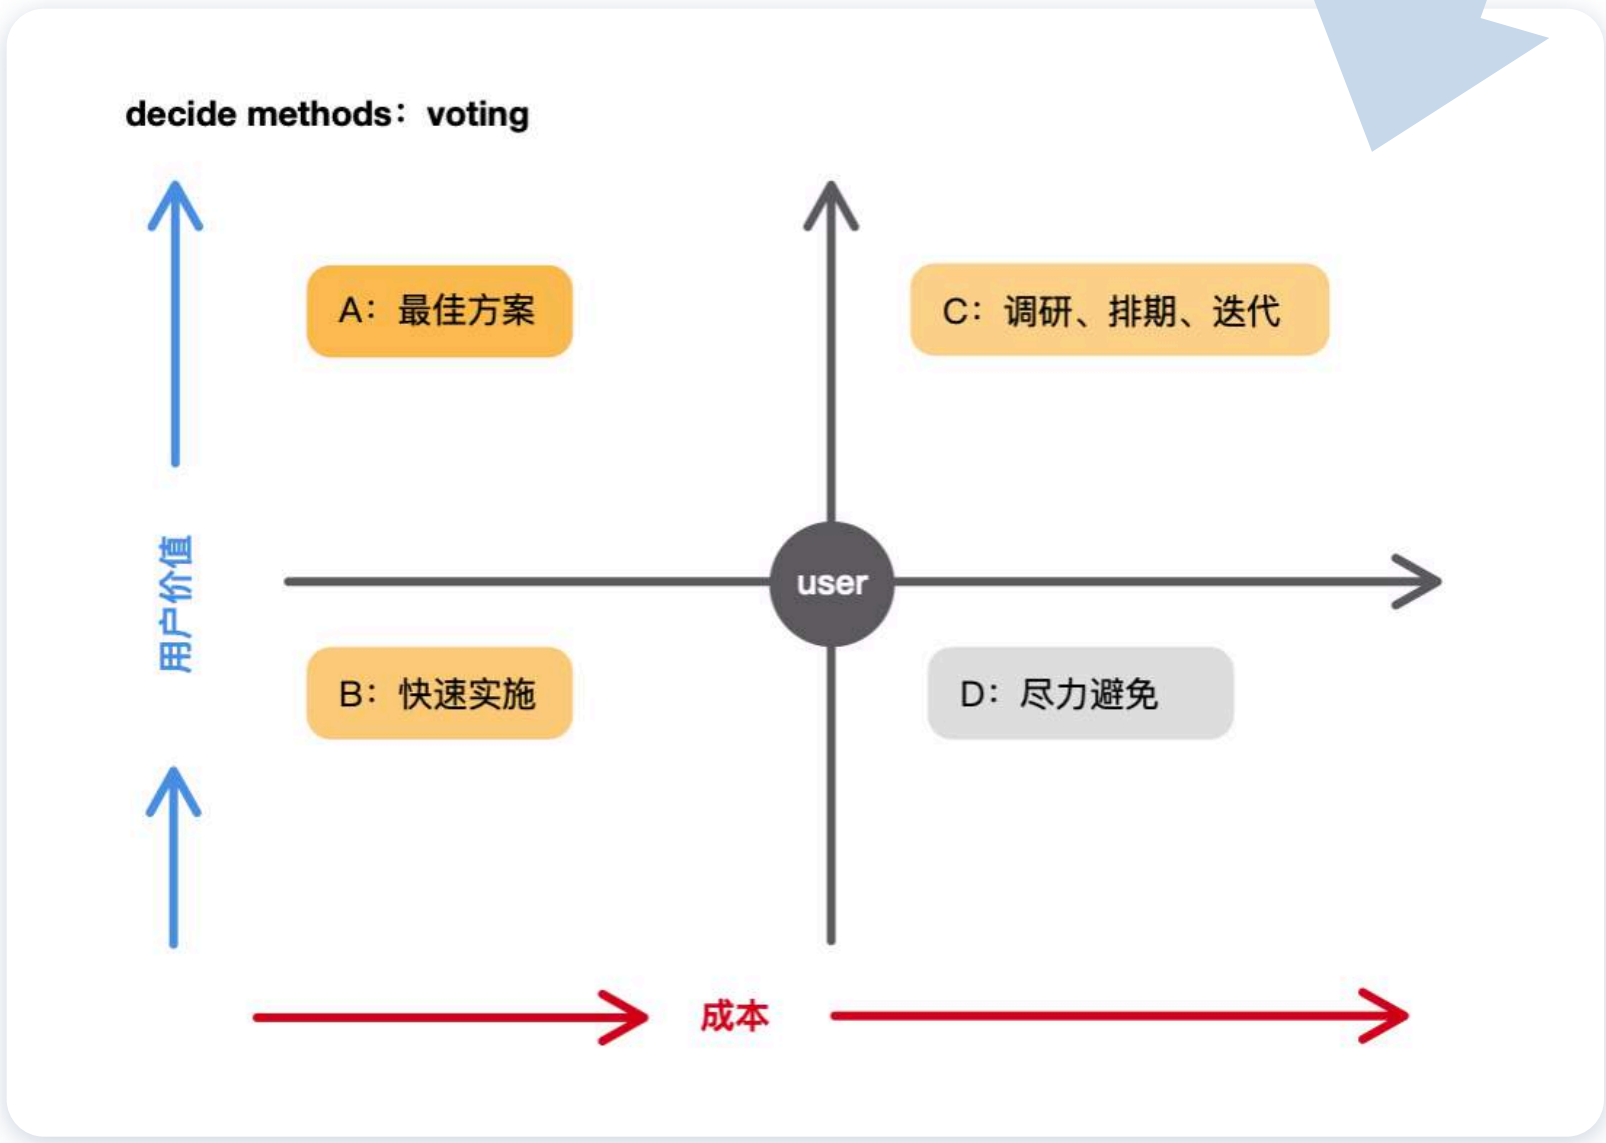 decide methods：voting
A：最佳方案
C：调研、排期、迭代
用户价值
user
B：快速实施
D：尽力避免
成本